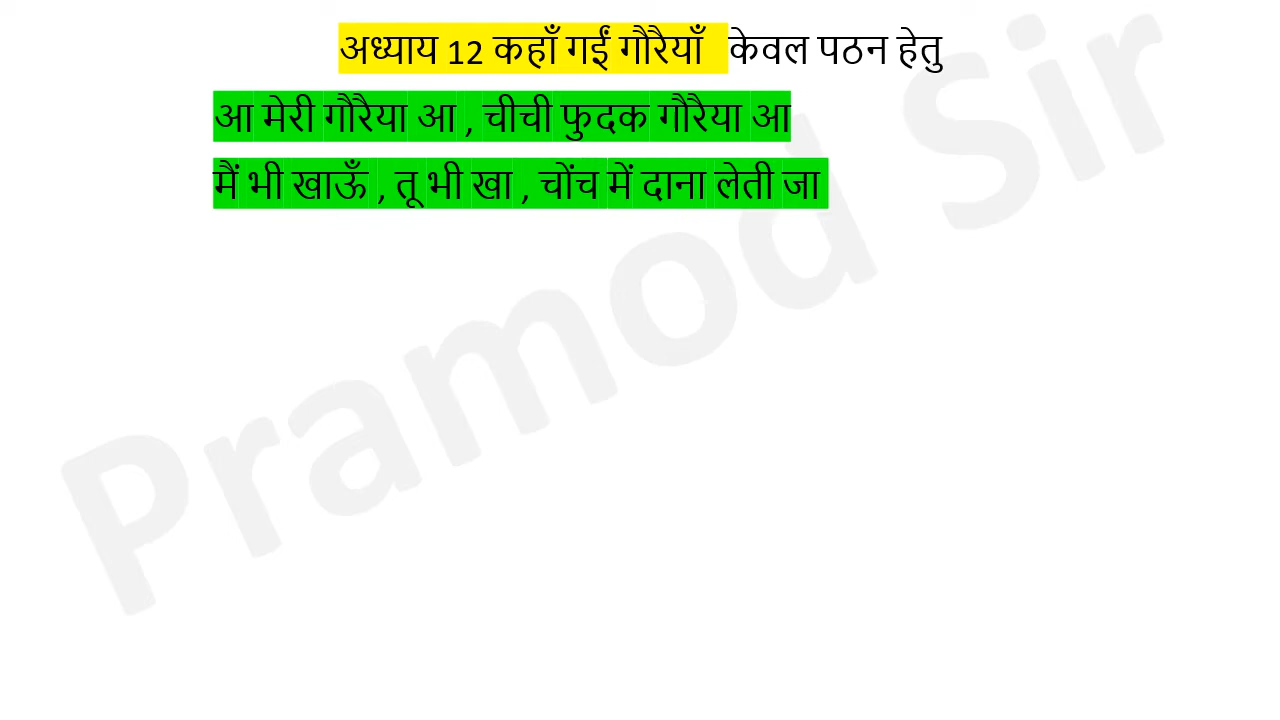 अध्याय 12 कहाँ गईं गौरैयाँ केवल पठन हेतु
आ मेरी गौरैया आ , चीची फुदक गौरैया आ
मैं भी खाऊँ , तू भी खा , चोंच में दाना लेती जा
Pramod Sir